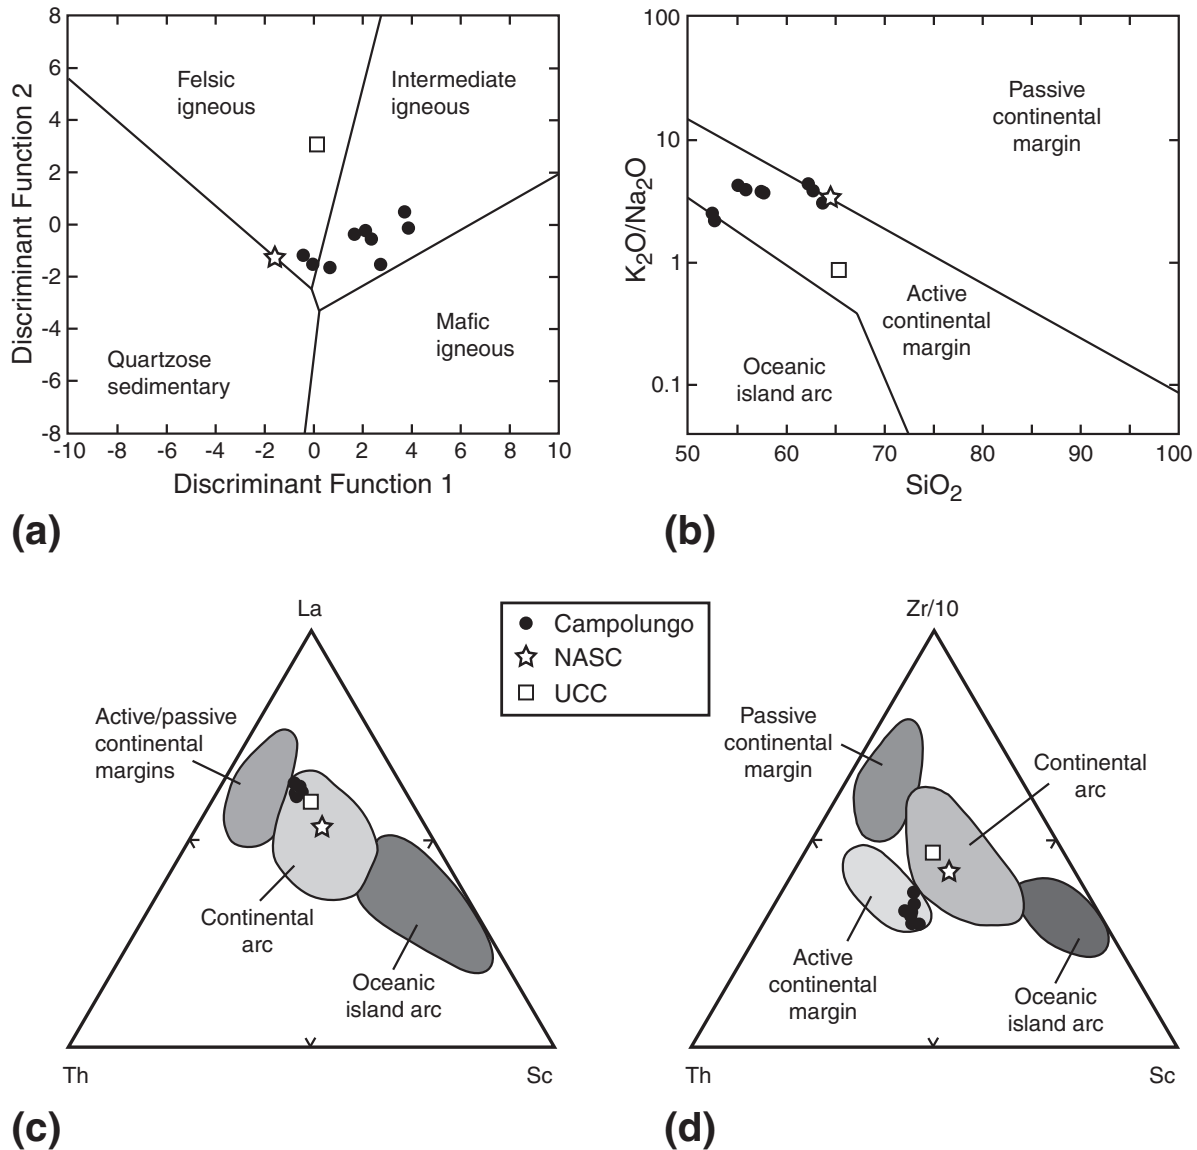 8
6
4
2
0
-2
-4
-6
-8
Discriminant Function 2
Felsic
igneous
Intermediate
igneous
Mafic
igneous
Quartzose
sedimentary
-10 -8 -6 -4 -2 0 2 4 6 8 10
Discriminant Function 1
(a)
100
10
1
0.1
K₂O/Na₂O
Passive
continental
margin
Active
continental
margin
Oceanic
island arc
50 60 70 80 90 100
SiO₂
(b)
La
Active/passive
continental
margins
Continental
arc
Oceanic
island arc
Th Sc
(c)
Campolungo
NASC
UCC
Zr/10
Passive
continental
margin
Continental
arc
Active
continental
margin
Oceanic
island arc
Th Sc
(d)